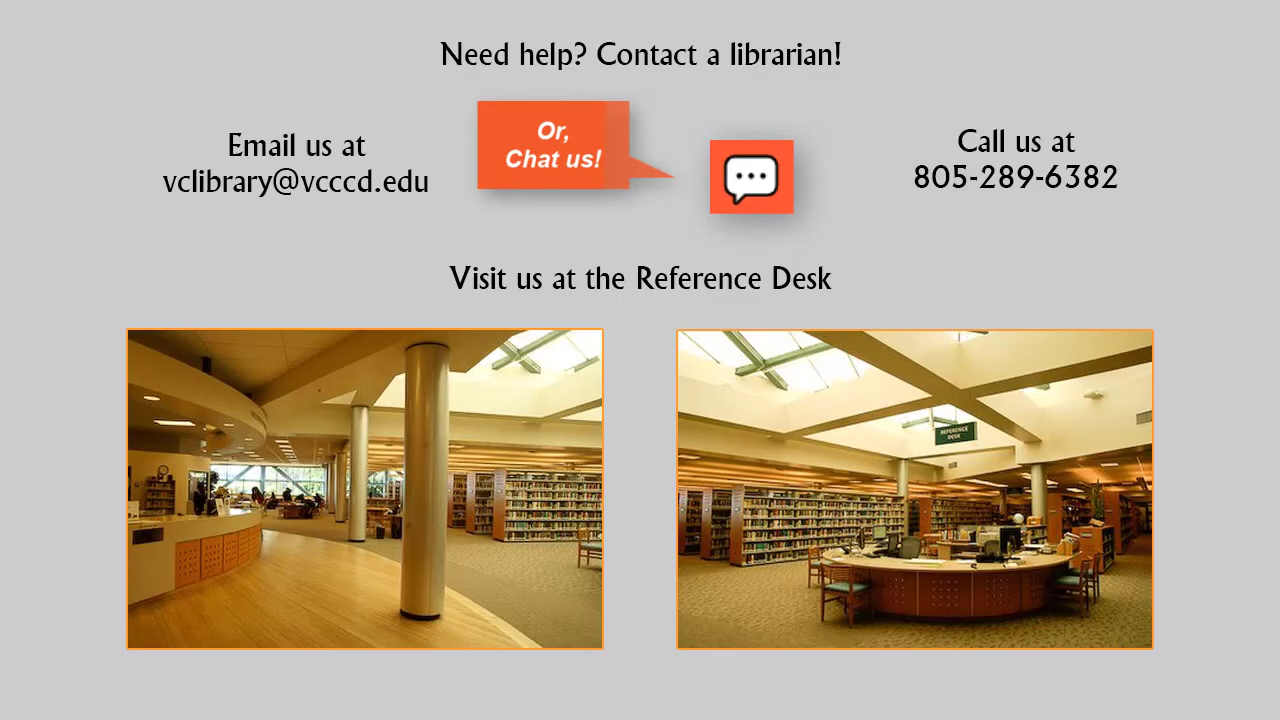 Need help? Contact a librarian!
Email us at
vclibrary@vcccd.edu
Or,
Chat us!
Call us at
805-289-6382
Visit us at the Reference Desk
REFERENCE
DESK